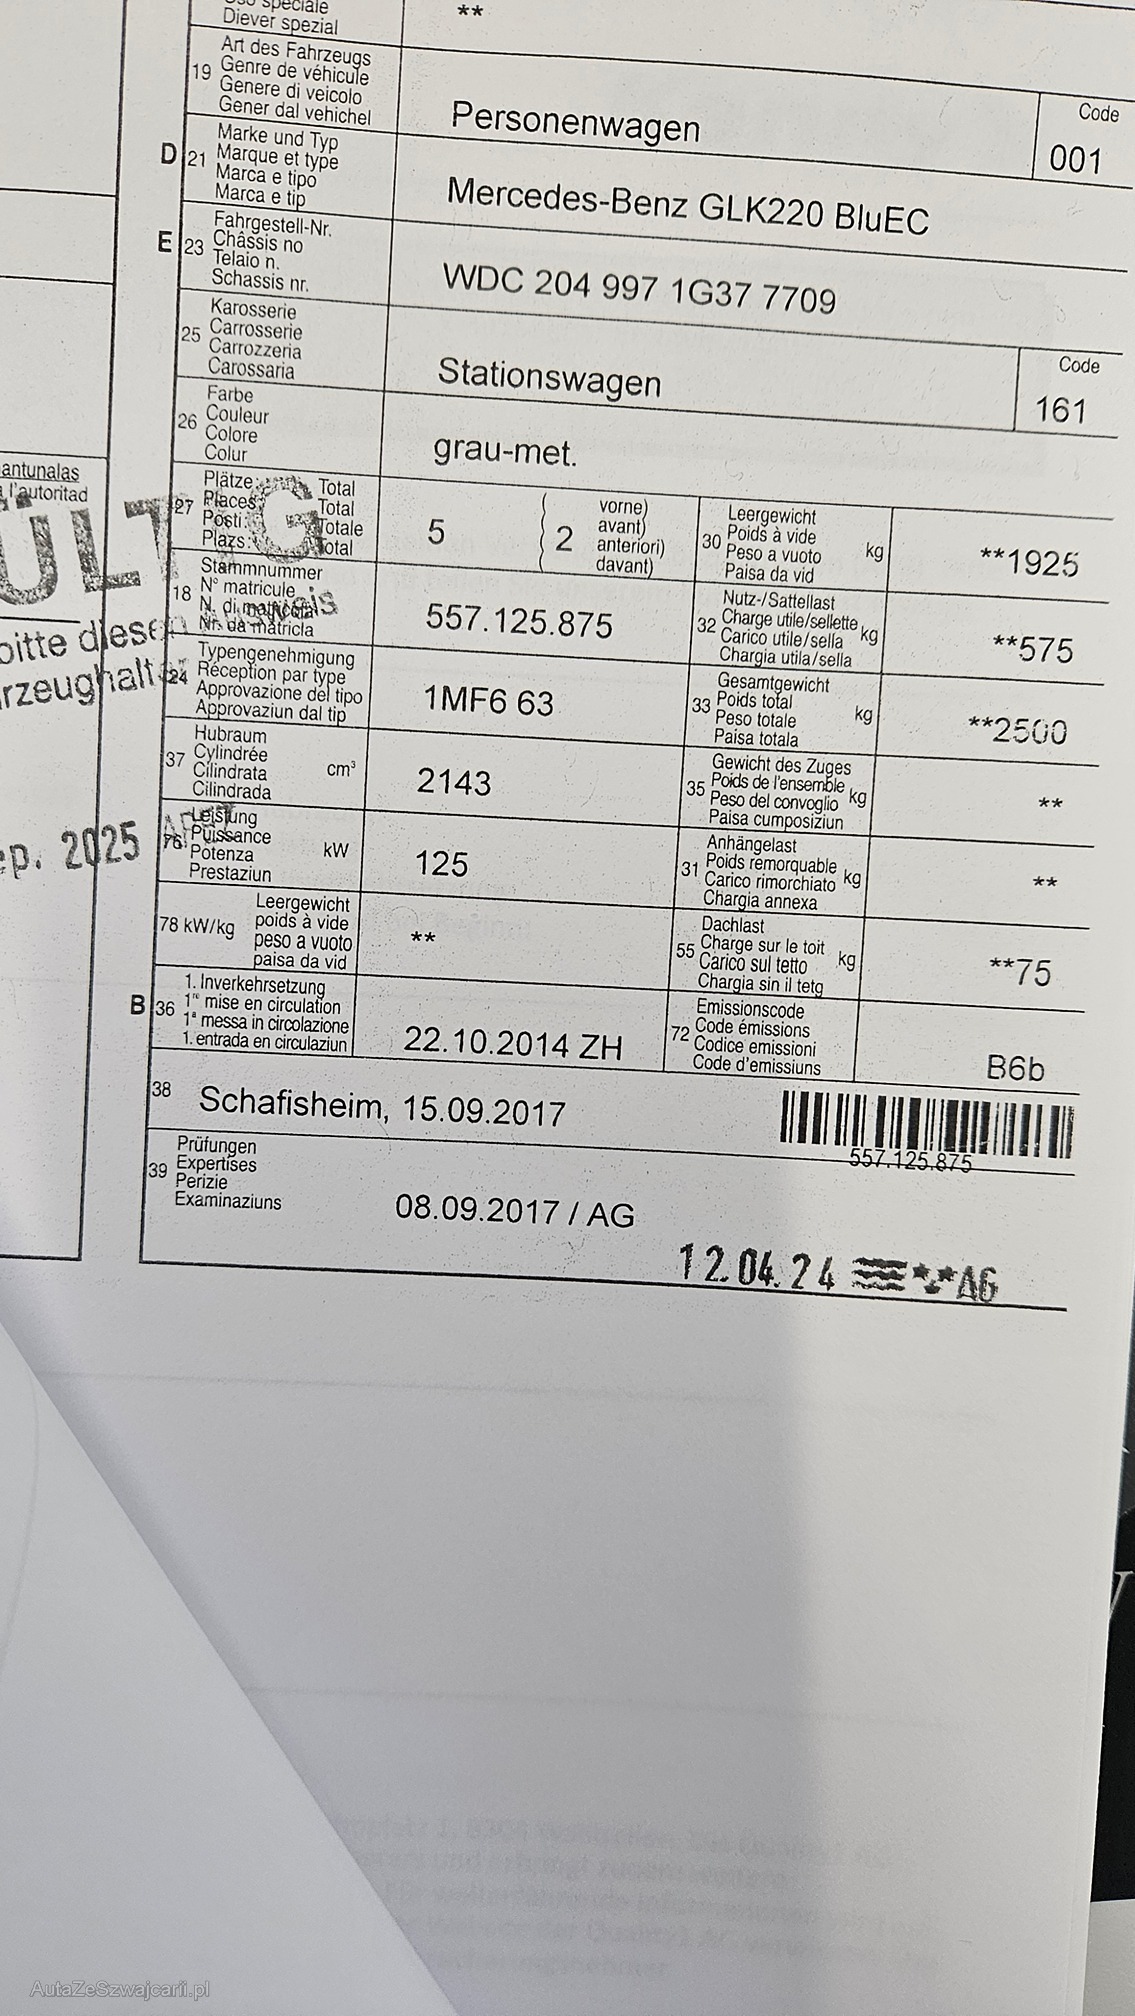 speciale
Diever spezial
**
19
Art des Fahrzeugs
Genre de véhicule
Genere di veicolo
Gener dal vehichel
Personenwagen
Code
001
D 21
Marke und Typ
Marque et type
Marca e tipo
Marca e tip
Mercedes-Benz GLK220 BluEC
E 23
Fahrgestell-Nr.
Châssis no
Telaio n.
Schassis nr.
WDC 204 997 1G37 7709
25
Karosserie
Carrosserie
Carrozzeria
Carossaria
Stationswagen
Code
161
26
Farbe
Couleur
Colore
Colur
grau-met.
antunalas
l'autoritad
27
Plätze: Total
Places: Total
Posti: Totale
Plazs: Total
5
2
vorne)
avant)
anteriori)
davant)
30
Leergewicht
Poids à vide
Peso a vuoto
Paisa da vid
kg
**1925
18
Stammnummer
N° matricule
N. di matricola
Nr. da matricla
557.125.875
32
Nutz-/Sattellast
Charge utile/sellette
Carico utile/sella
Chargia utila/sella
kg
**575
bitte diesen Ausweis
rzeughalt
24
Typengenehmigung
Réception par type
Approvazione del tipo
Approvaziun dal tip
1MF6 63
33
Gesamtgewicht
Poids total
Peso totale
Paisa totala
kg
**2500
37
Hubraum
Cylindrée
Cilindrata
Cilindrada
cm³
2143
35
Gewicht des Zuges
Poids de l'ensemble
Peso del convoglio
Paisa cumposiziun
kg
**
ep. 2025
76
Leistung
Puissance
Potenza
Prestaziun
kW
125
31
Anhängelast
Poids remorquable
Carico rimorchiato
Chargia annexa
kg
**
78 kW/kg
Leergewicht
poids à vide
peso a vuoto
paisa da vid
**
55
Dachlast
Charge sur le toit
Carico sul tetto
Chargia sin il tetg
kg
**75
B 36
1. Inverkehrsetzung
1re mise en circulation
1a messa in circolazione
1. entrada en circulaziun
22.10.2014 ZH
72
Emissionscode
Code émissions
Codice emissioni
Code d'emissiuns
B6b
38
Schafisheim, 15.09.2017
557.125.875
39
Prüfungen
Expertises
Perizie
Examinaziuns
08.09.2017 / AG
12.04.24 AG
AutaZeSzwajcarii.pl